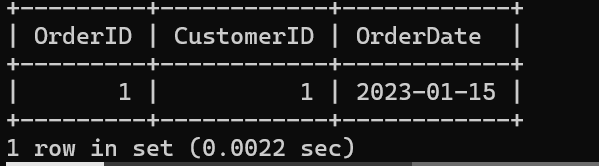 +---------+------------+------------+
| OrderID | CustomerID | OrderDate  |
+---------+------------+------------+
|       1 |          1 | 2023-01-15 |
+---------+------------+------------+
1 row in set (0.0022 sec)